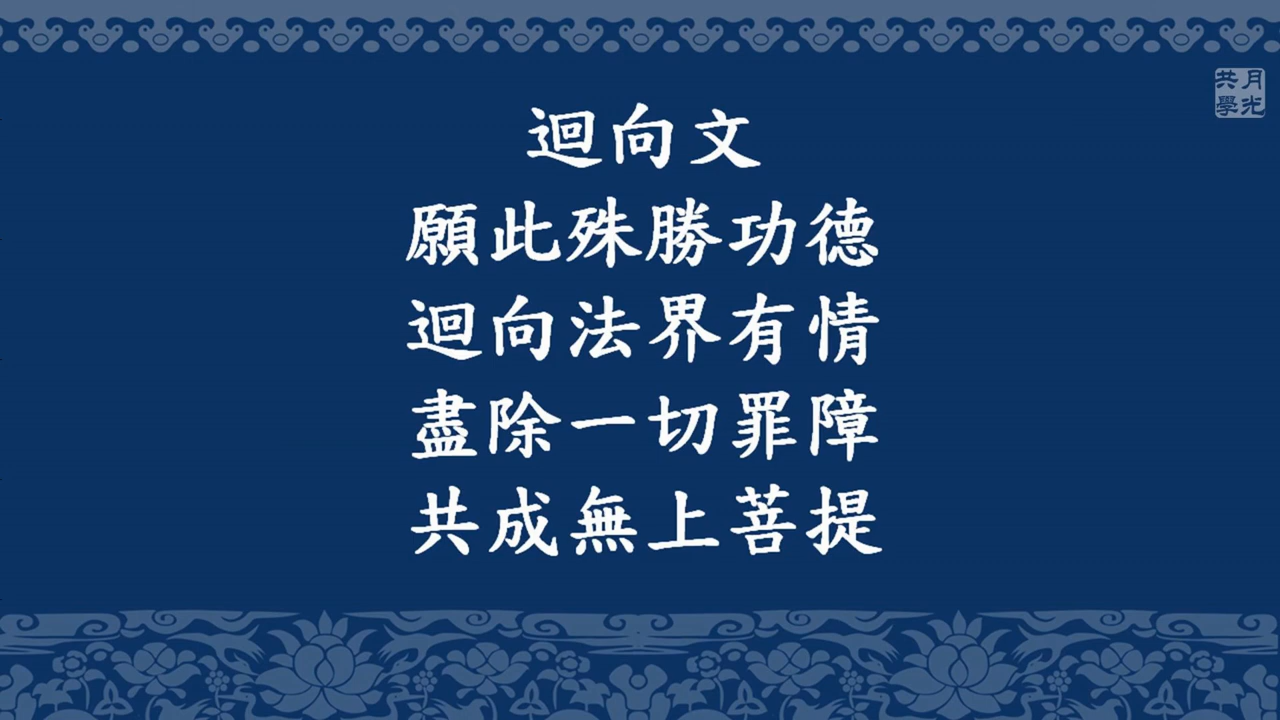 迴向文
願此殊勝功德
迴向法界有情
盡除一切罪障
共成無上菩提
月光
共學